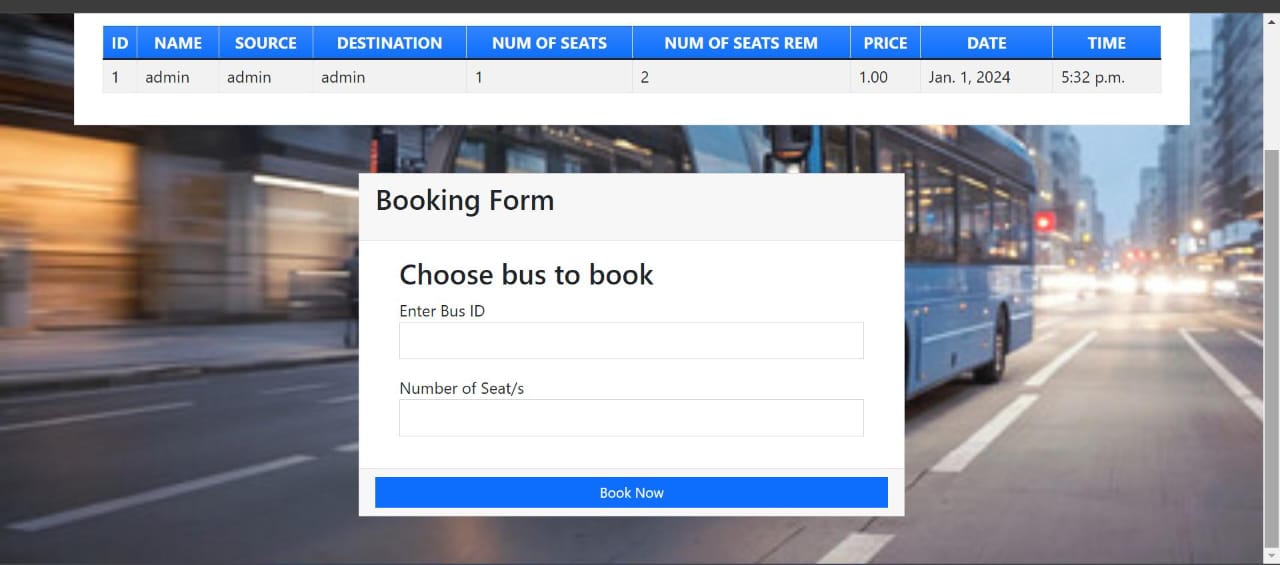 ID NAME SOURCE DESTINATION NUM OF SEATS NUM OF SEATS REM PRICE DATE TIME
1 admin admin admin 1 2 1.00 Jan. 1, 2024 5:32 p.m.
Booking Form
Choose bus to book
Enter Bus ID
Number of Seat/s
Book Now